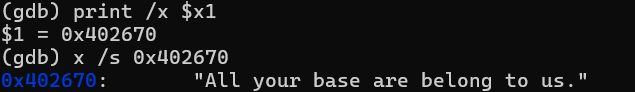 (gdb) print /x $x1
$1 = 0x402670
(gdb) x /s 0x402670
0x402670:       "All your base are belong to us."